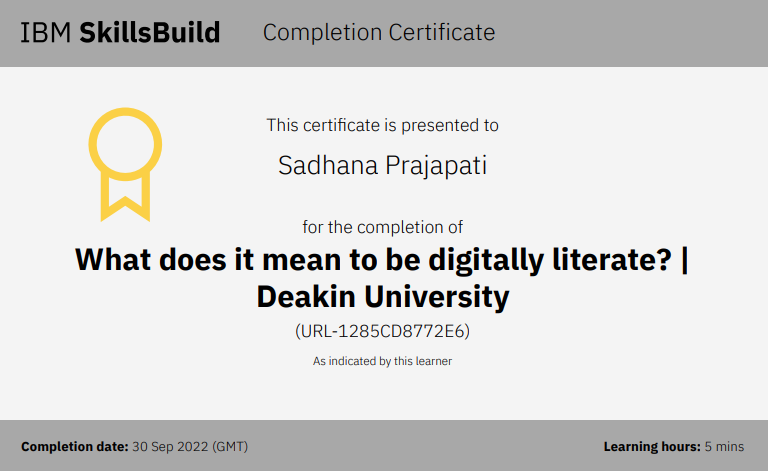 IBM SkillsBuild Completion Certificate
This certificate is presented to
Sadhana Prajapati
for the completion of
What does it mean to be digitally literate? |
Deakin University
(URL-1285CD8772E6)
As indicated by this learner
Completion date: 30 Sep 2022 (GMT) Learning hours: 5 mins